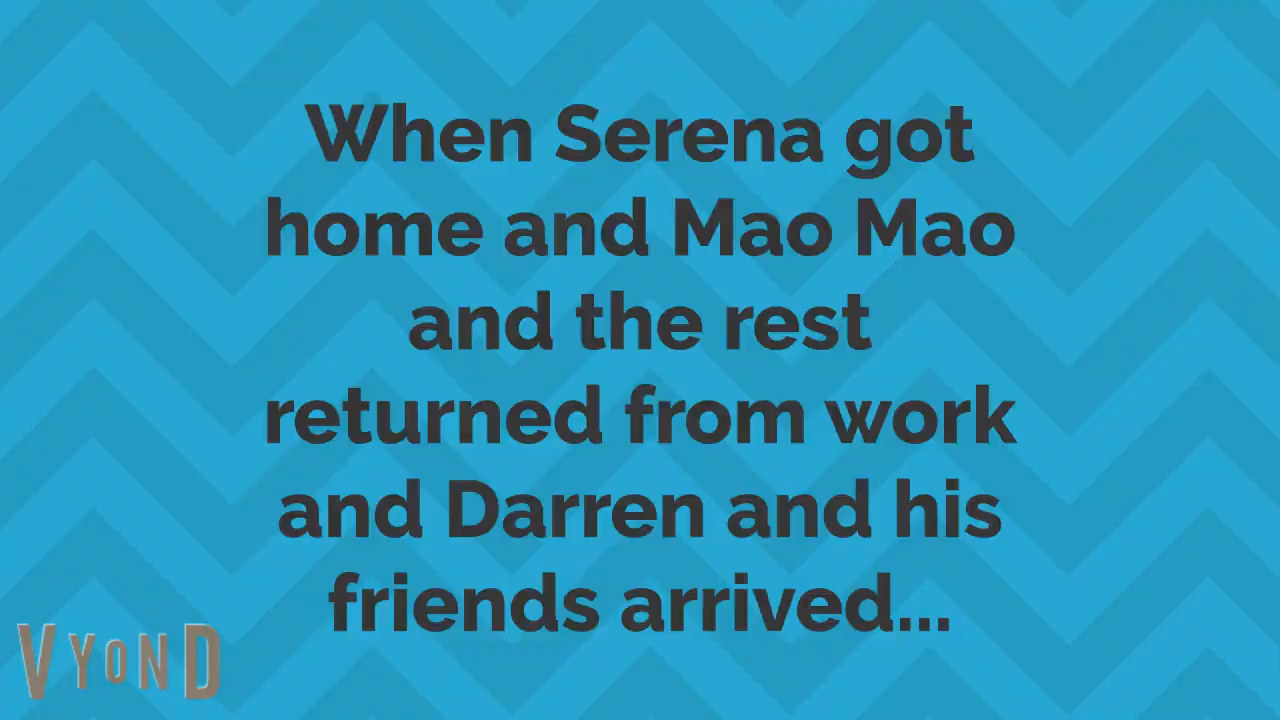 When Serena got
home and Mao Mao
and the rest
returned from work
and Darren and his
friends arrived...
VYOND